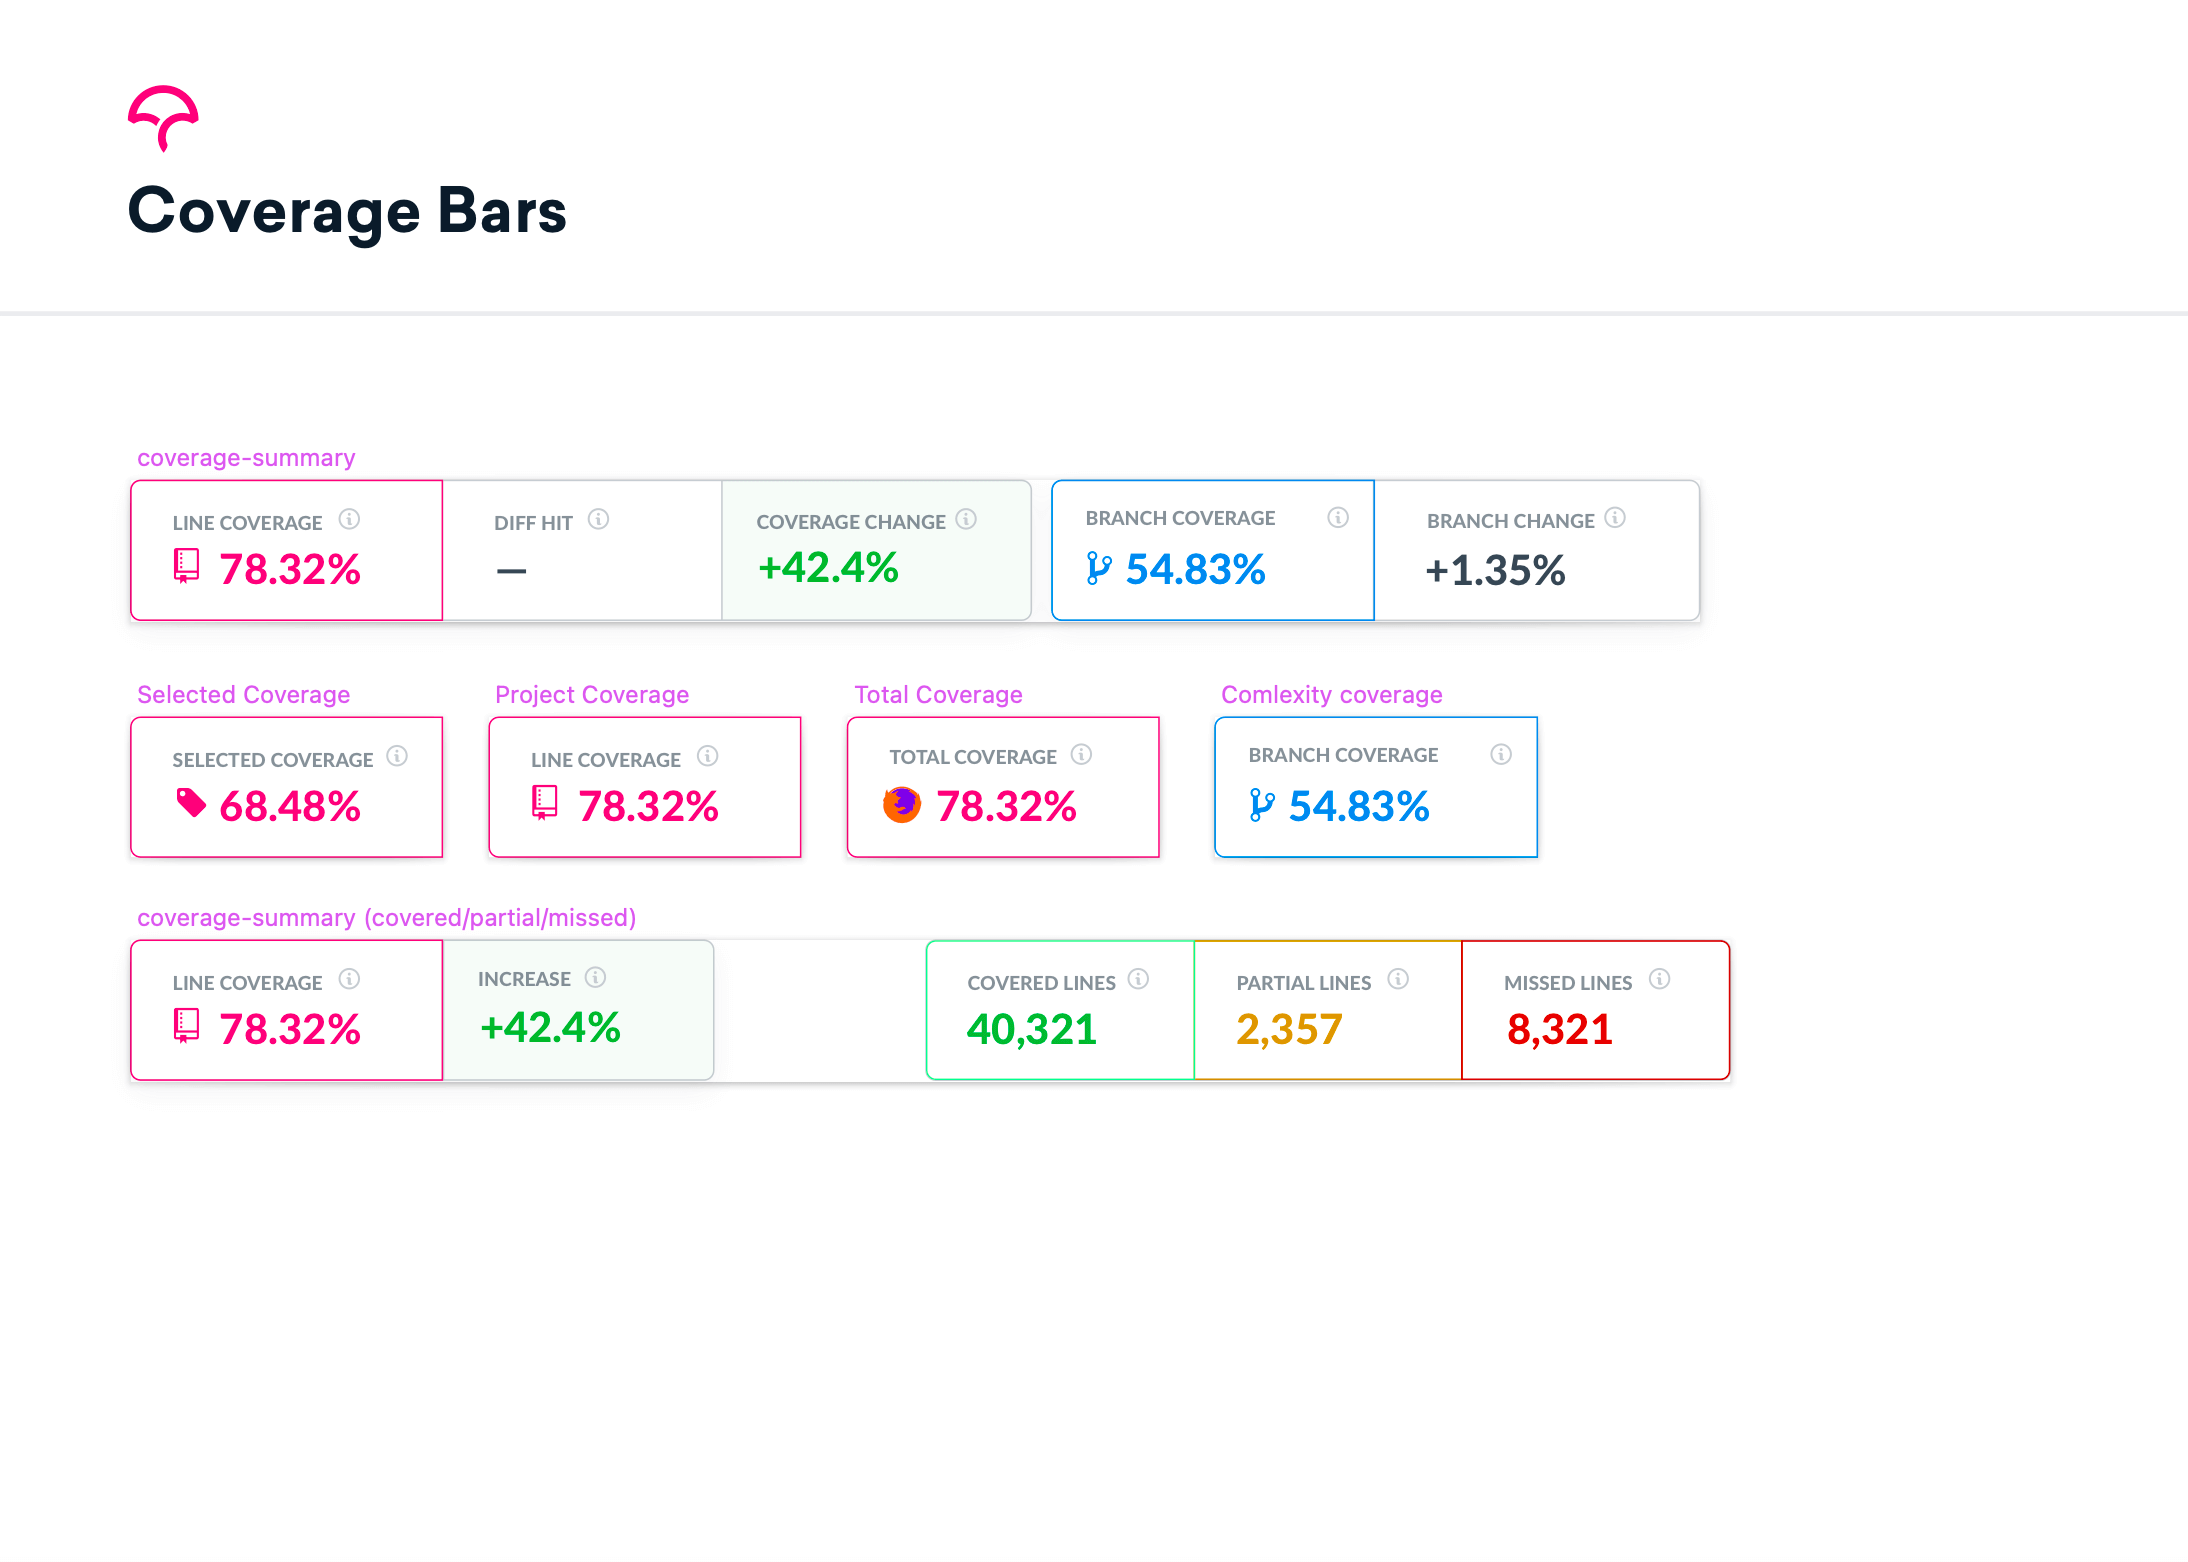 Coverage Bars
coverage-summary
LINE COVERAGE
78.32%
DIFF HIT
—
COVERAGE CHANGE
+42.4%
BRANCH COVERAGE
54.83%
BRANCH CHANGE
+1.35%
Selected Coverage
SELECTED COVERAGE
68.48%
Project Coverage
LINE COVERAGE
78.32%
Total Coverage
TOTAL COVERAGE
78.32%
Comlexity coverage
BRANCH COVERAGE
54.83%
coverage-summary (covered/partial/missed)
LINE COVERAGE
78.32%
INCREASE
+42.4%
COVERED LINES
40,321
PARTIAL LINES
2,357
MISSED LINES
8,321